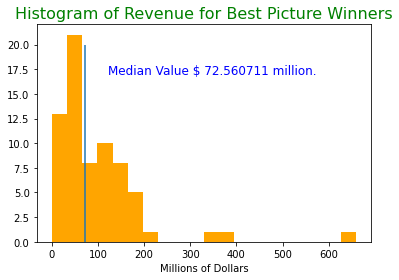 Histogram of Revenue for Best Picture Winners
20.0
17.5
Median Value $ 72.560711 million.
15.0
12.5
10.0
7.5
5.0
2.5
0.0
0 100 200 300 400 500 600
Millions of Dollars